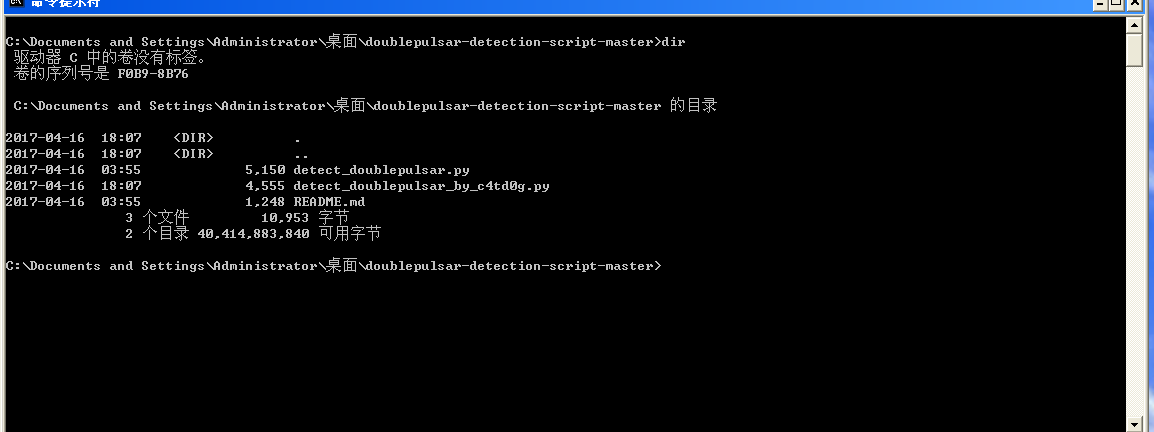 命令提示符
C:\Documents and Settings\Administrator\桌面\doublepulsar-detection-script-master>dir
驱动器 C 中的卷没有标签。
卷的序列号是 F0B9-8B76
C:\Documents and Settings\Administrator\桌面\doublepulsar-detection-script-master 的目录
2017-04-16  18:07    <DIR>          .
2017-04-16  18:07    <DIR>          ..
2017-04-16  03:55             5,150 detect_doublepulsar.py
2017-04-16  18:07             4,555 detect_doublepulsar_by_c4td0g.py
2017-04-16  03:55             1,248 README.md
3 个文件         10,953 字节
2 个目录 40,414,883,840 可用字节
C:\Documents and Settings\Administrator\桌面\doublepulsar-detection-script-master>